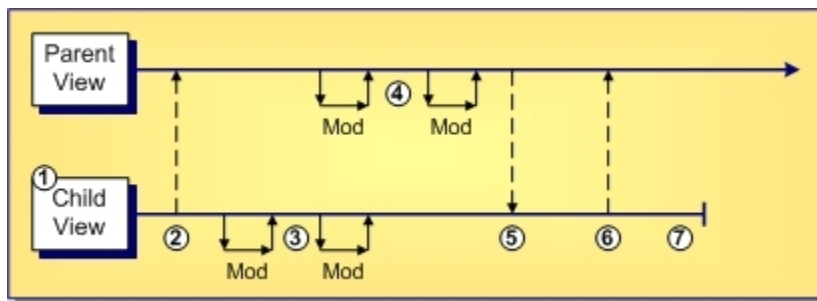 Parent
View
④
Mod
Mod
①
Child
View
②
③
⑤
⑥
⑦
Mod
Mod